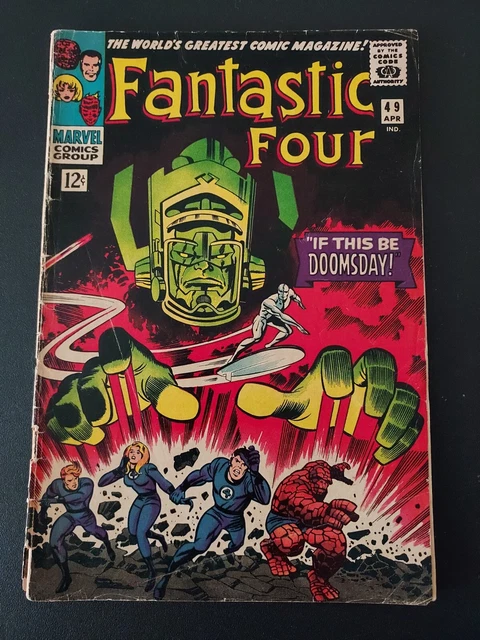 THE WORLD'S GREATEST COMIC MAGAZINE!
APPROVED
BY THE
COMICS
CODE
AUTHORITY
Fantastic
FOUR
49
APR
IND.
MARVEL
COMICS
GROUP
12¢
"IF THIS BE
DOOMSDAY!"
4